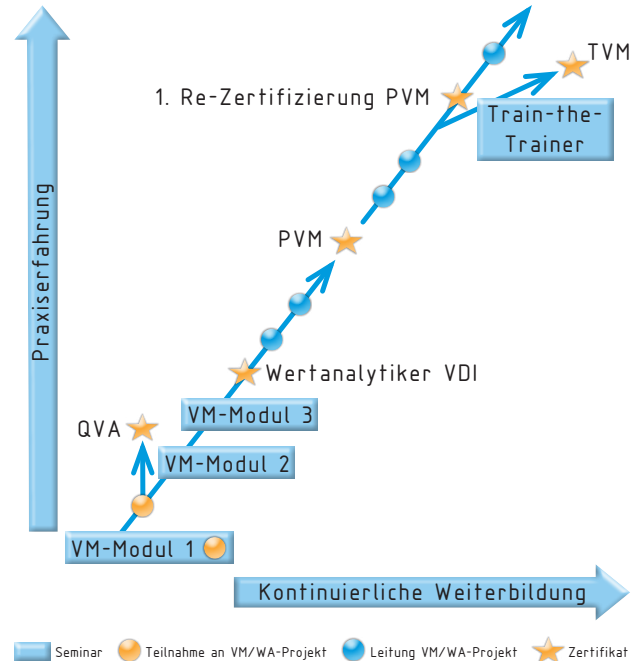 TVM
1. Re-Zertifizierung PVM
Train-the-
Trainer
Praxiserfahrung
PVM
Wertanalytiker VDI
QVA
VM-Modul 3
VM-Modul 2
VM-Modul 1
Kontinuierliche Weiterbildung
Seminar
Teilnahme an VM/WA-Projekt
Leitung VM/WA-Projekt
Zertifikat